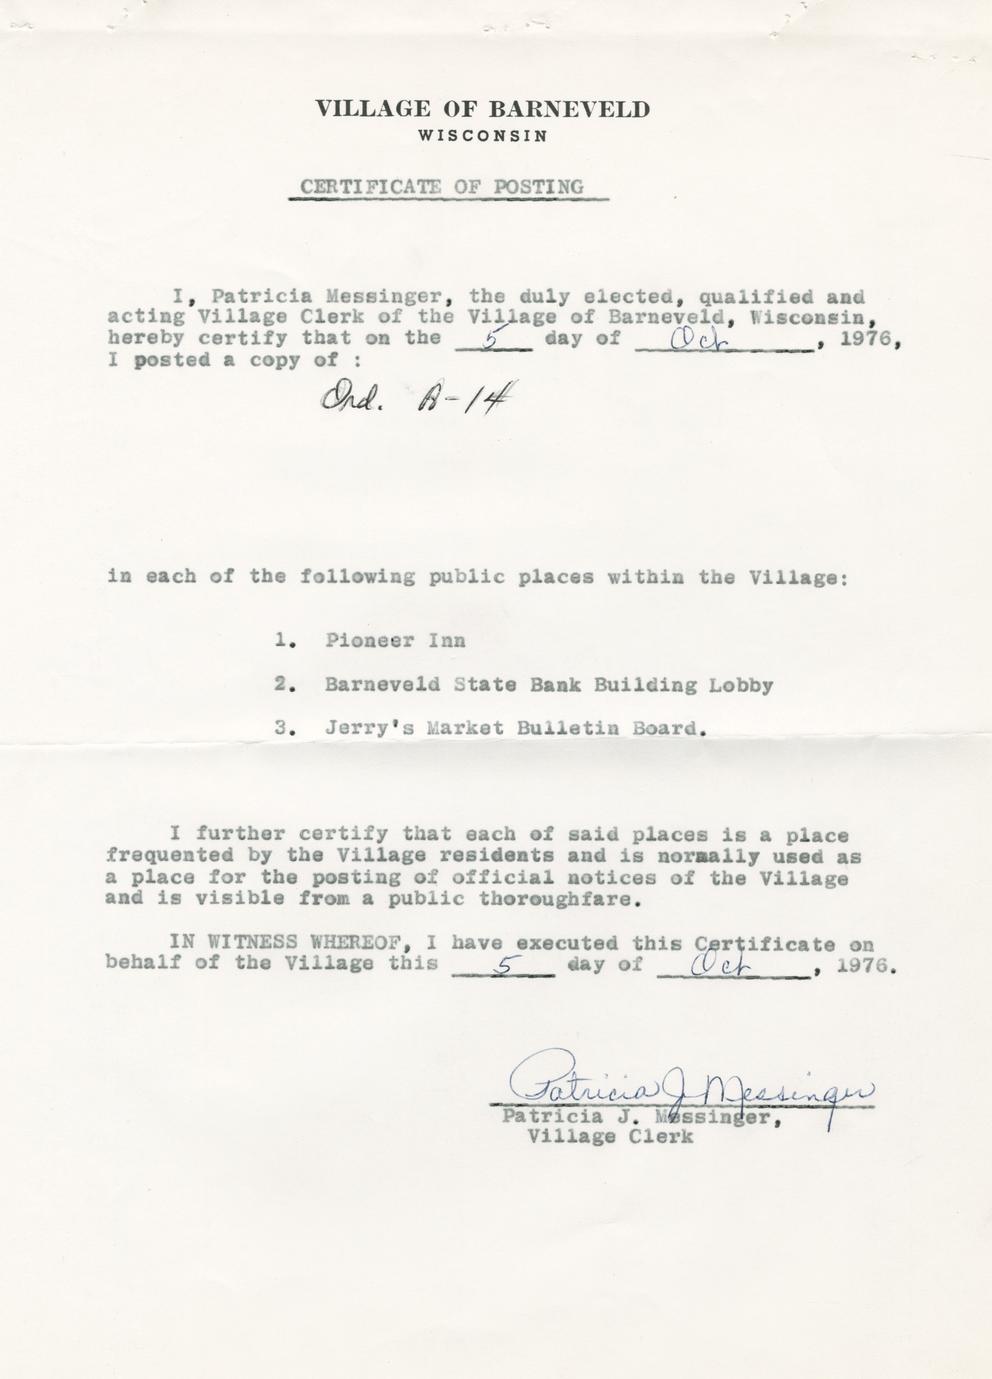 VILLAGE OF BARNEVELD
WISCONSIN
CERTIFICATE OF POSTING
I, Patricia Messinger, the duly elected, qualified and
acting Village Clerk of the Village of Barneveld, Wisconsin,
hereby certify that on the 5 day of Oct, 1976,
I posted a copy of :
Ord. A-14
in each of the following public places within the Village:
1. Pioneer Inn
2. Barneveld State Bank Building Lobby
3. Jerry's Market Bulletin Board.
I further certify that each of said places is a place
frequented by the Village residents and is normally used as
a place for the posting of official notices of the Village
and is visible from a public thoroughfare.
IN WITNESS WHEREOF, I have executed this Certificate on
behalf of the Village this 5 day of Oct, 1976.
Patricia J Messinger
Patricia J. Messinger,
Village Clerk